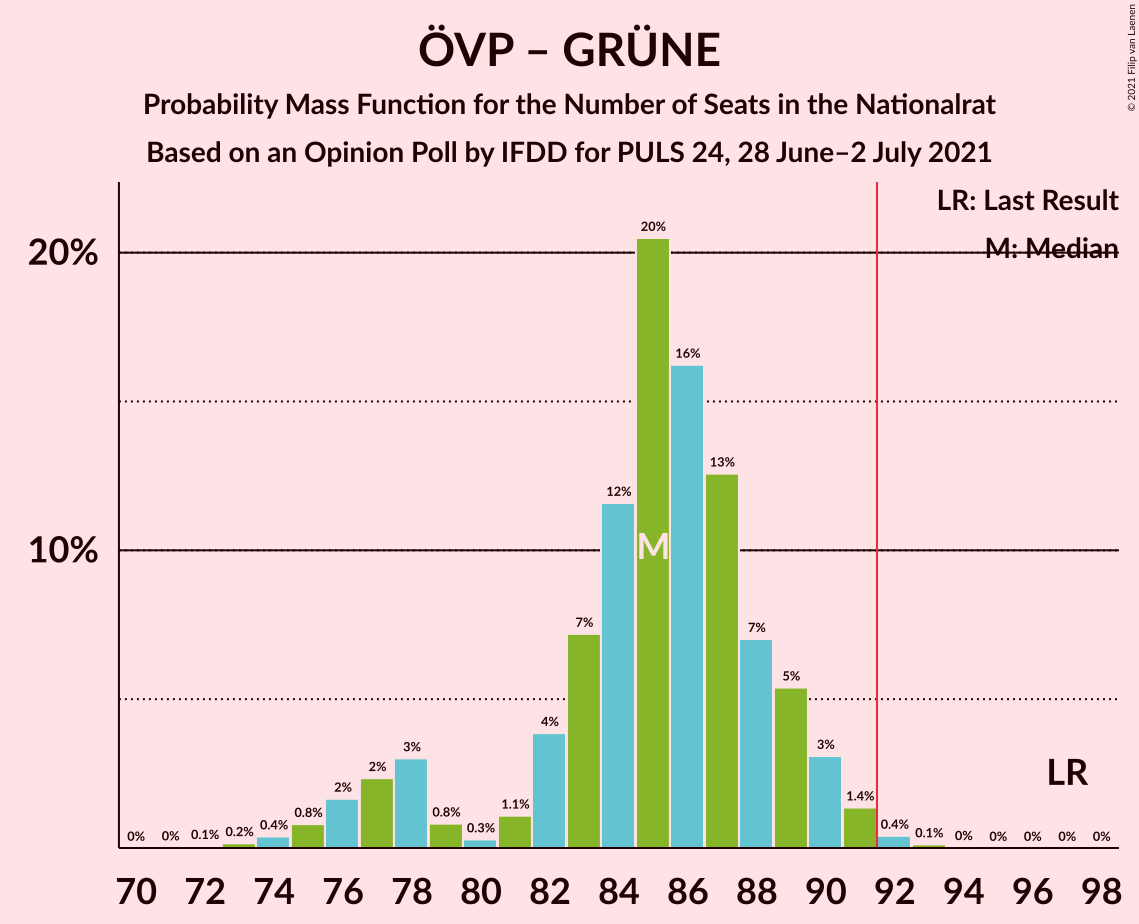 ÖVP – GRÜNE
Probability Mass Function for the Number of Seats in the Nationalrat
Based on an Opinion Poll by IFDD for PULS 24, 28 June–2 July 2021
© 2021 Filip van Laenen
LR: Last Result
M: Median
20%
10%
0% 0% 0.1% 0.2% 0.4% 0.8% 2% 2% 3% 0.8% 0.3% 1.1% 4% 7% 12% 20% 16% 13% 7% 5% 3% 1.4% 0.4% 0.1% 0% 0% 0% 0% 0%
M
LR
70 72 74 76 78 80 82 84 86 88 90 92 94 96 98